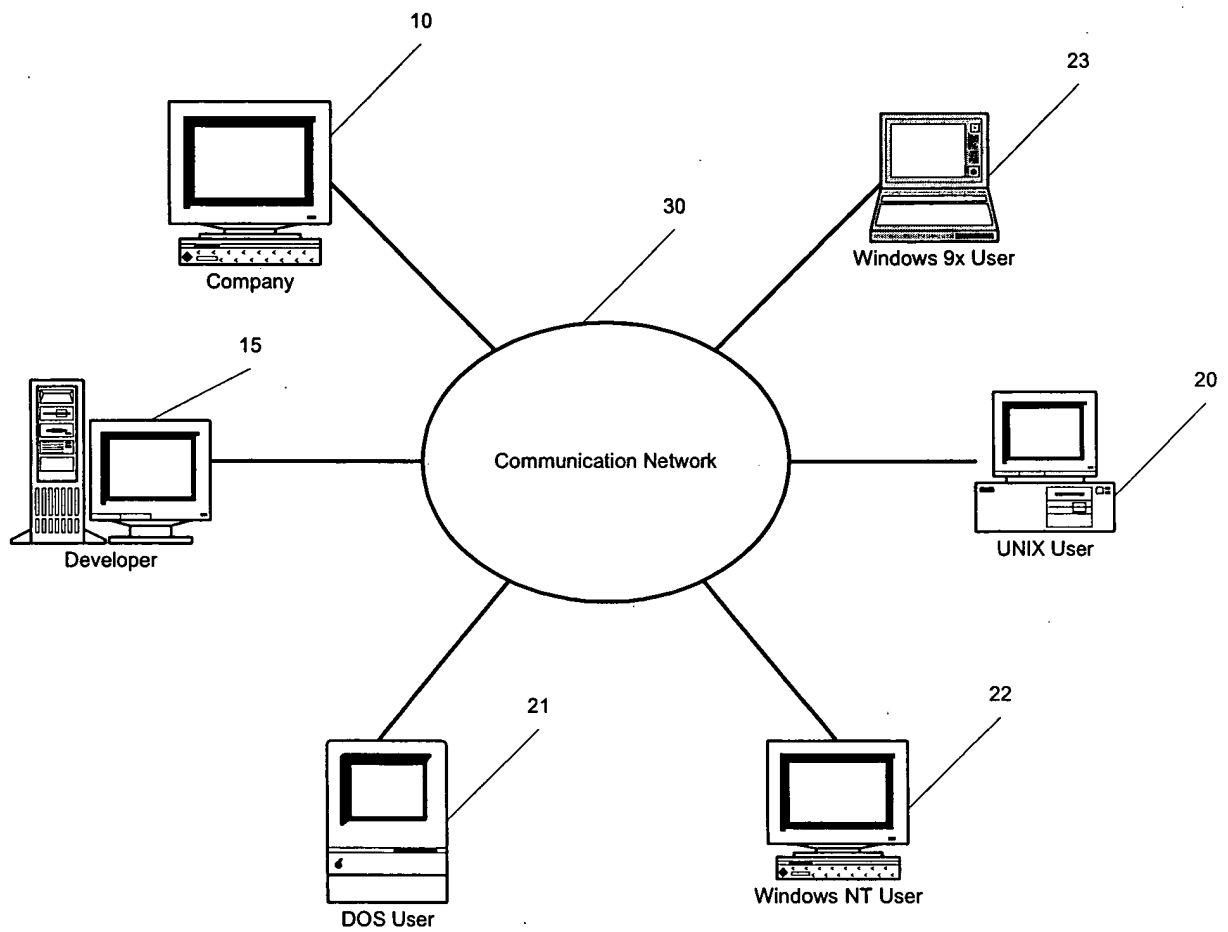 10
23
30
Company
Windows 9x User
15
20
Communication Network
Developer
UNIX User
21
22
DOS User
Windows NT User